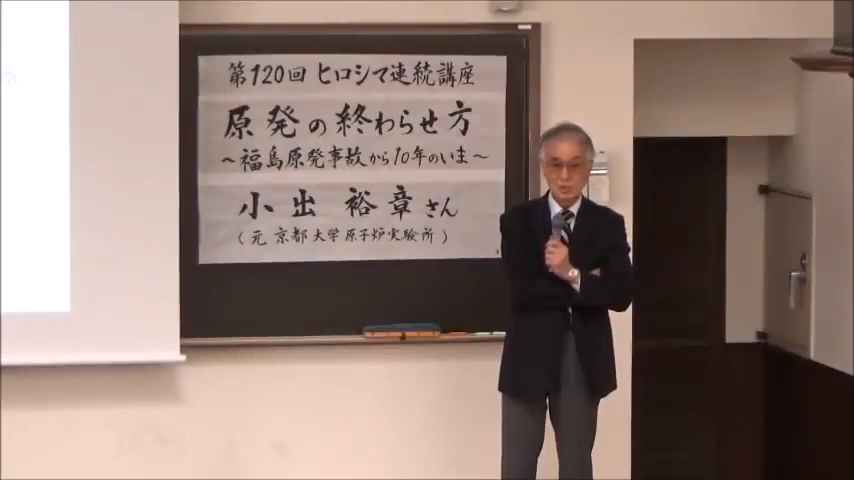 第120回 ヒロシマ連続講座
原発の終わらせ方
~福島原発事故から10年のいま~
小出 裕章さん
(元 京都大学原子炉実験所)